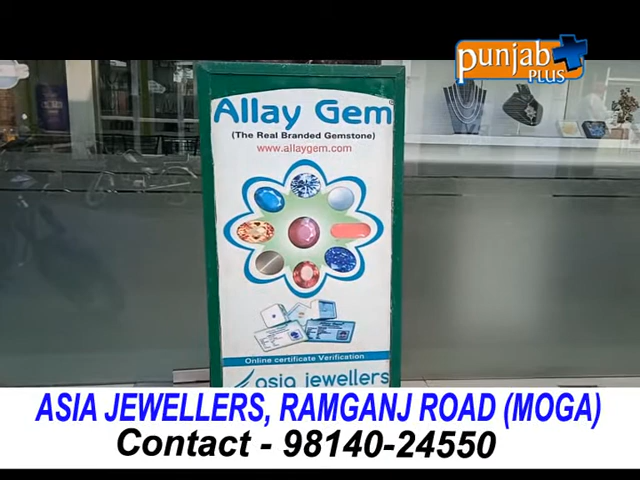 punjab
PLUS
Allay Gem
(The Real Branded Gemstone)
www.allaygem.com
Online certificate Verification
asia jewellers
ASIA JEWELLERS, RAMGANJ ROAD (MOGA)
Contact - 98140-24550